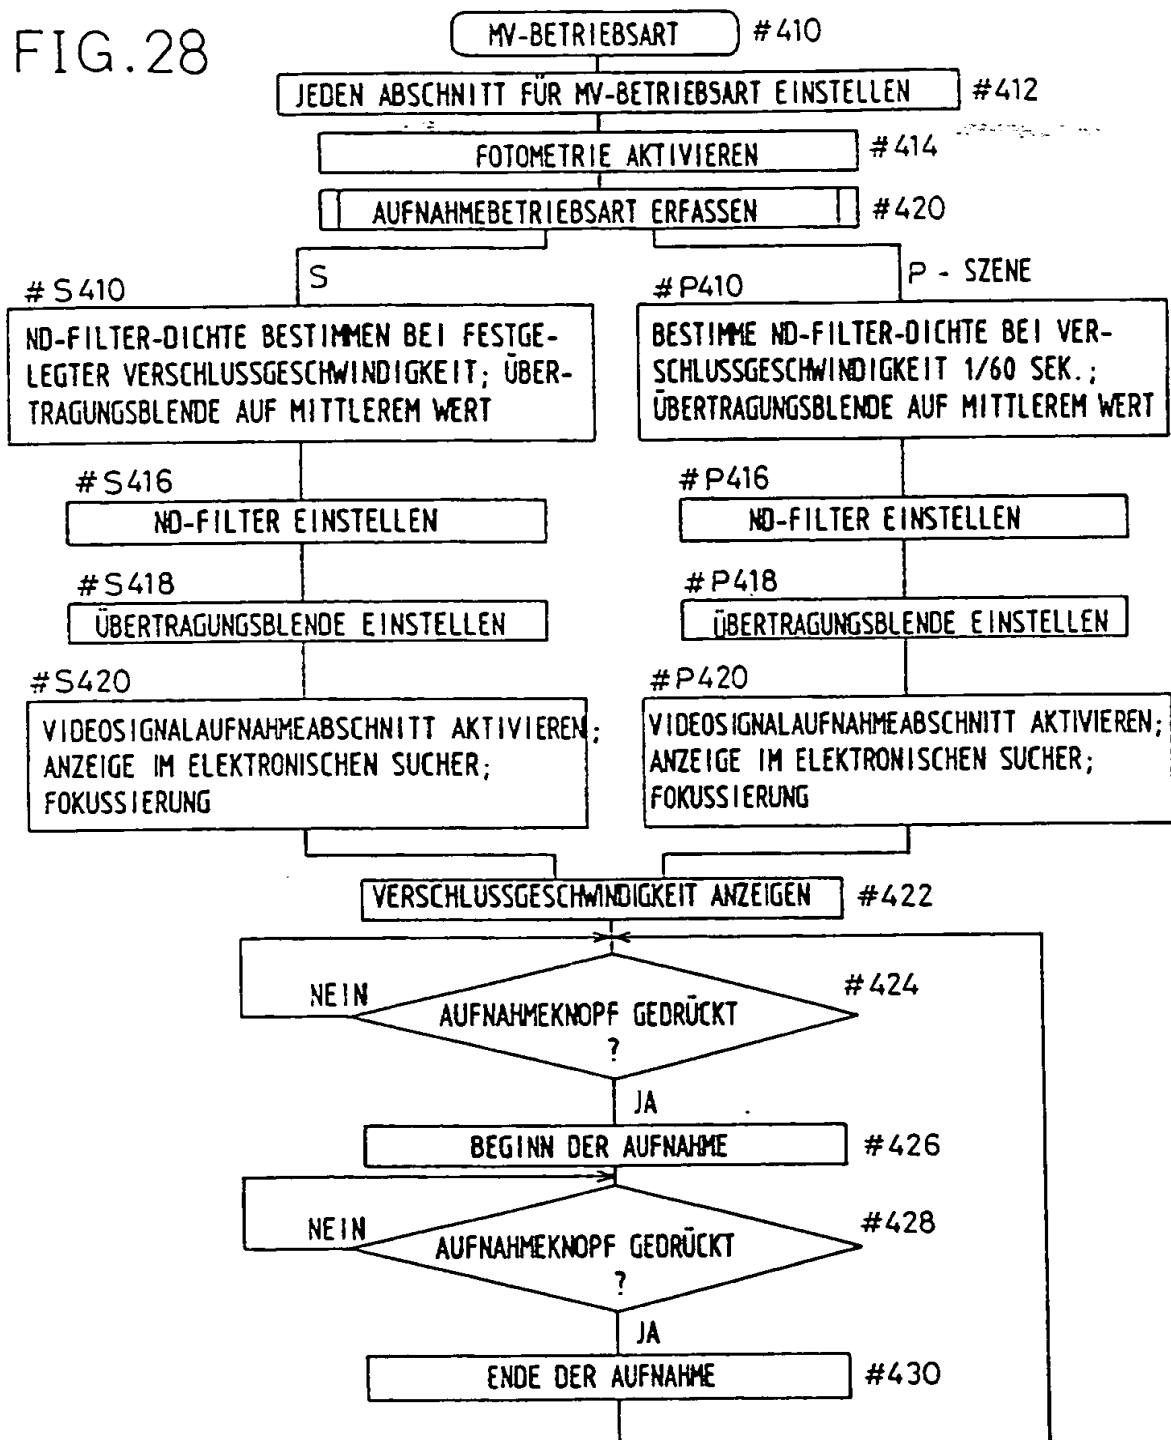 FIG.28
MV-BETRIEBSART
#410
JEDEN ABSCHNITT FÜR MV-BETRIEBSART EINSTELLEN
#412
FOTOMETRIE AKTIVIEREN
#414
AUFNAHMEBETRIEBSART ERFASSEN
#420
S
P - SZENE
#S410
ND-FILTER-DICHTE BESTIMMEN BEI FESTGE-
LEGTER VERSCHLUSSGESCHWINDIGKEIT; ÜBER-
TRAGUNGSBLENDE AUF MITTLEREM WERT
#P410
BESTIMME ND-FILTER-DICHTE BEI VER-
SCHLUSSGESCHWINDIGKEIT 1/60 SEK.;
ÜBERTRAGUNGSBLENDE AUF MITTLEREM WERT
#S416
ND-FILTER EINSTELLEN
#P416
ND-FILTER EINSTELLEN
#S418
ÜBERTRAGUNGSBLENDE EINSTELLEN
#P418
ÜBERTRAGUNGSBLENDE EINSTELLEN
#S420
VIDEOSIGNALAUFNAHMEABSCHNITT AKTIVIEREN;
ANZEIGE IM ELEKTRONISCHEN SUCHER;
FOKUSSIERUNG
#P420
VIDEOSIGNALAUFNAHMEABSCHNITT AKTIVIEREN;
ANZEIGE IM ELEKTRONISCHEN SUCHER;
FOKUSSIERUNG
VERSCHLUSSGESCHWINDIGKEIT ANZEIGEN
#422
NEIN
AUFNAHMEKNOPF GEDRÜCKT
?
#424
JA
BEGINN DER AUFNAHME
#426
NEIN
AUFNAHMEKNOPF GEDRÜCKT
?
#428
JA
ENDE DER AUFNAHME
#430